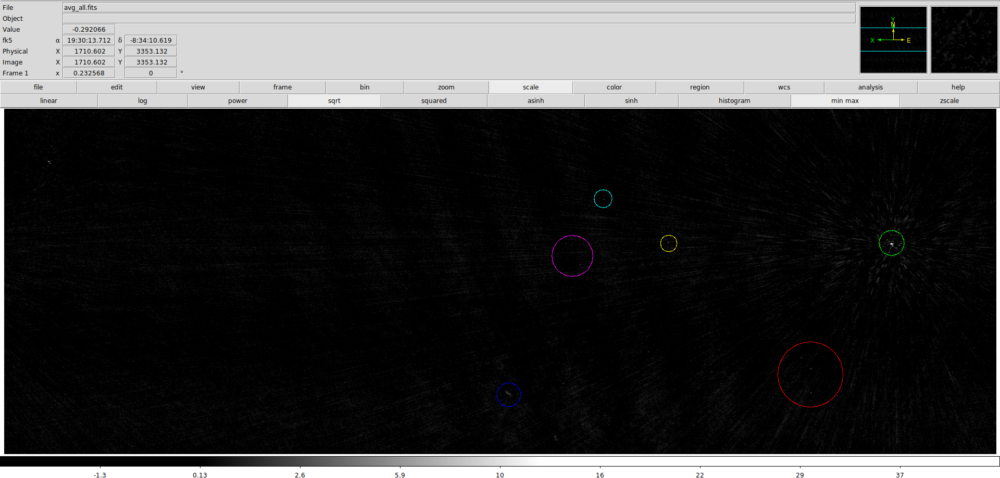 File avg_all.fits
Object
Value -0.292066
fk5 α 19:30:13.712 δ -8:34:10.619
Physical X 1710.602 Y 3353.132
Image X 1710.602 Y 3353.132
Frame 1 x 0.232568 0 °
Y
N
X E
file edit view frame bin zoom scale color region wcs analysis help
linear log power sqrt squared asinh sinh histogram min max zscale
-1.3 0.13 2.6 5.9 10 16 22 29 37